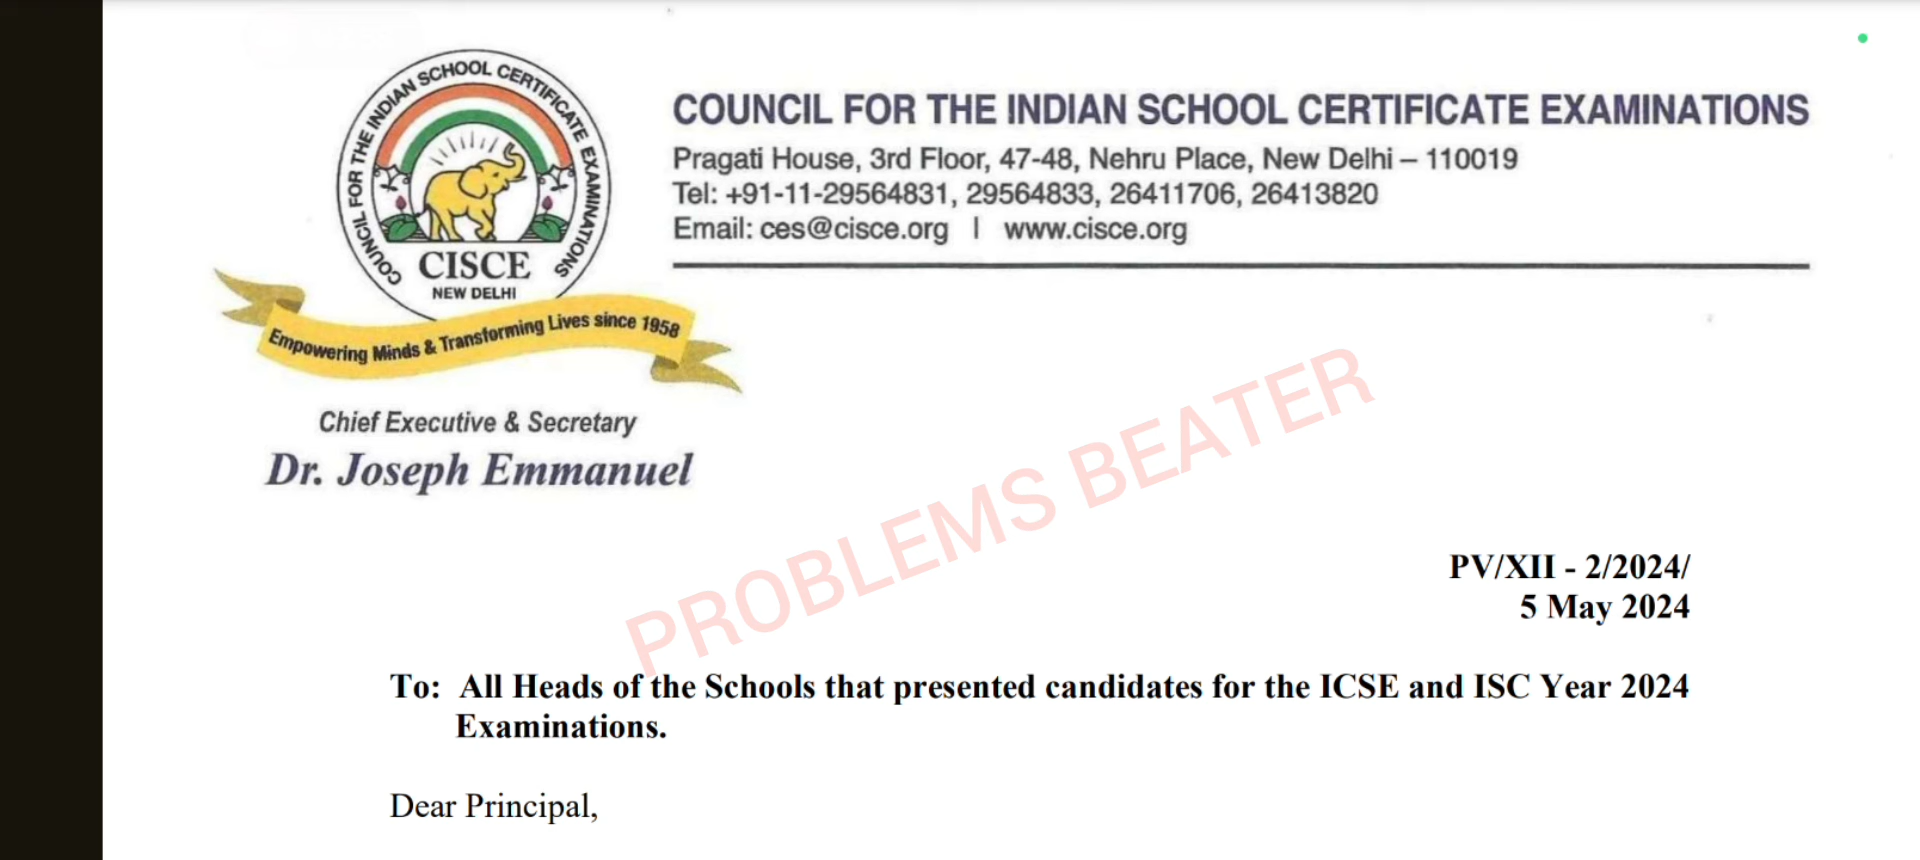 COUNCIL FOR THE INDIAN SCHOOL CERTIFICATE EXAMINATIONS
CISCE
NEW DELHI
Empowering Minds & Transforming Lives since 1958
Chief Executive & Secretary
Dr. Joseph Emmanuel
COUNCIL FOR THE INDIAN SCHOOL CERTIFICATE EXAMINATIONS
Pragati House, 3rd Floor, 47-48, Nehru Place, New Delhi – 110019
Tel: +91-11-29564831, 29564833, 26411706, 26413820
Email: ces@cisce.org | www.cisce.org
PROBLEMS BEATER
PV/XII - 2/2024/
5 May 2024
To: All Heads of the Schools that presented candidates for the ICSE and ISC Year 2024
Examinations.
Dear Principal,